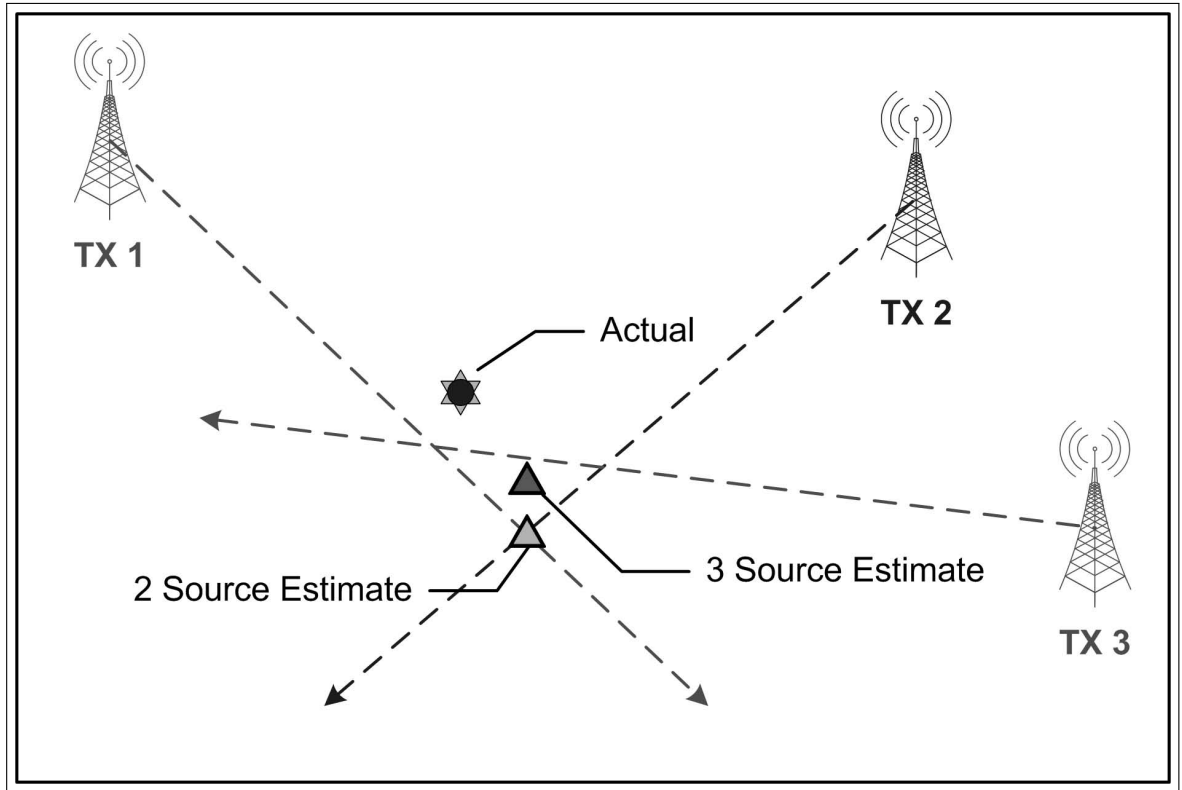 TX 1
TX 2
Actual
3 Source Estimate
2 Source Estimate
TX 3